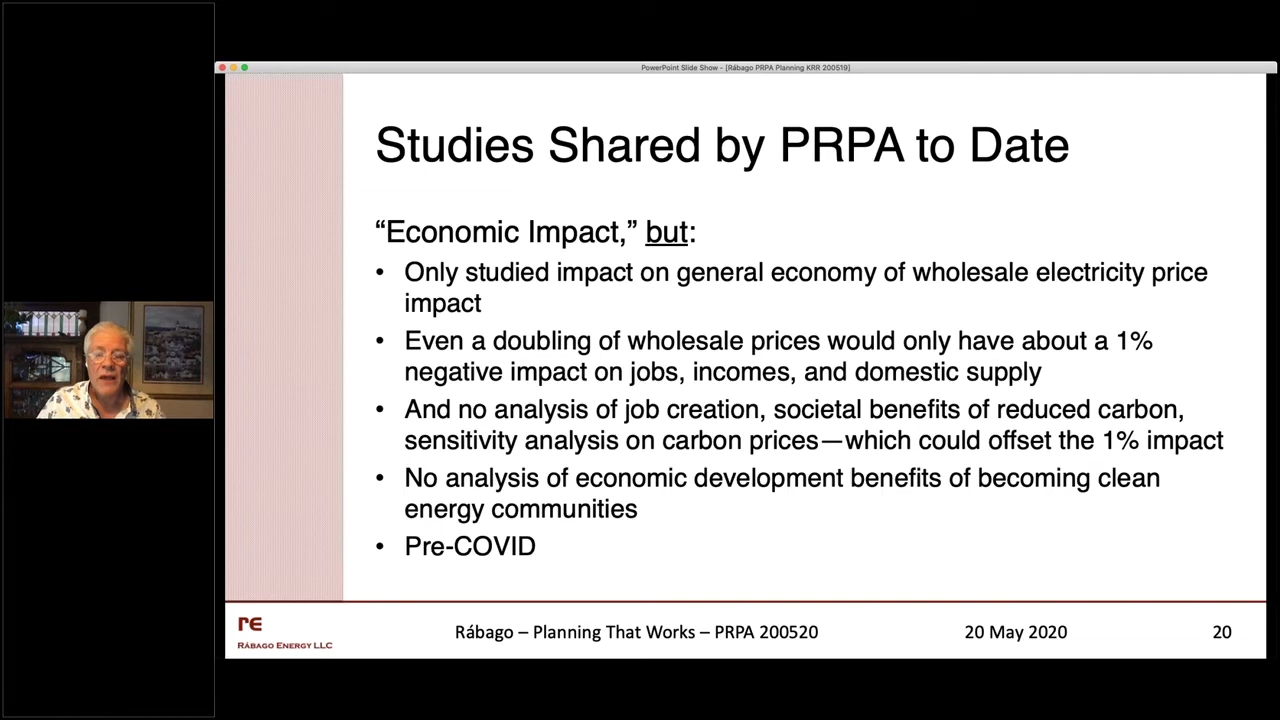 PowerPoint Slide Show - [Rábago PRPA Planning KRR 200519]
Studies Shared by PRPA to Date
“Economic Impact,” but:
• Only studied impact on general economy of wholesale electricity price
impact
• Even a doubling of wholesale prices would only have about a 1%
negative impact on jobs, incomes, and domestic supply
• And no analysis of job creation, societal benefits of reduced carbon,
sensitivity analysis on carbon prices—which could offset the 1% impact
• No analysis of economic development benefits of becoming clean
energy communities
• Pre-COVID
re
RÁBAGO ENERGY LLC
Rábago – Planning That Works – PRPA 200520
20 May 2020
20